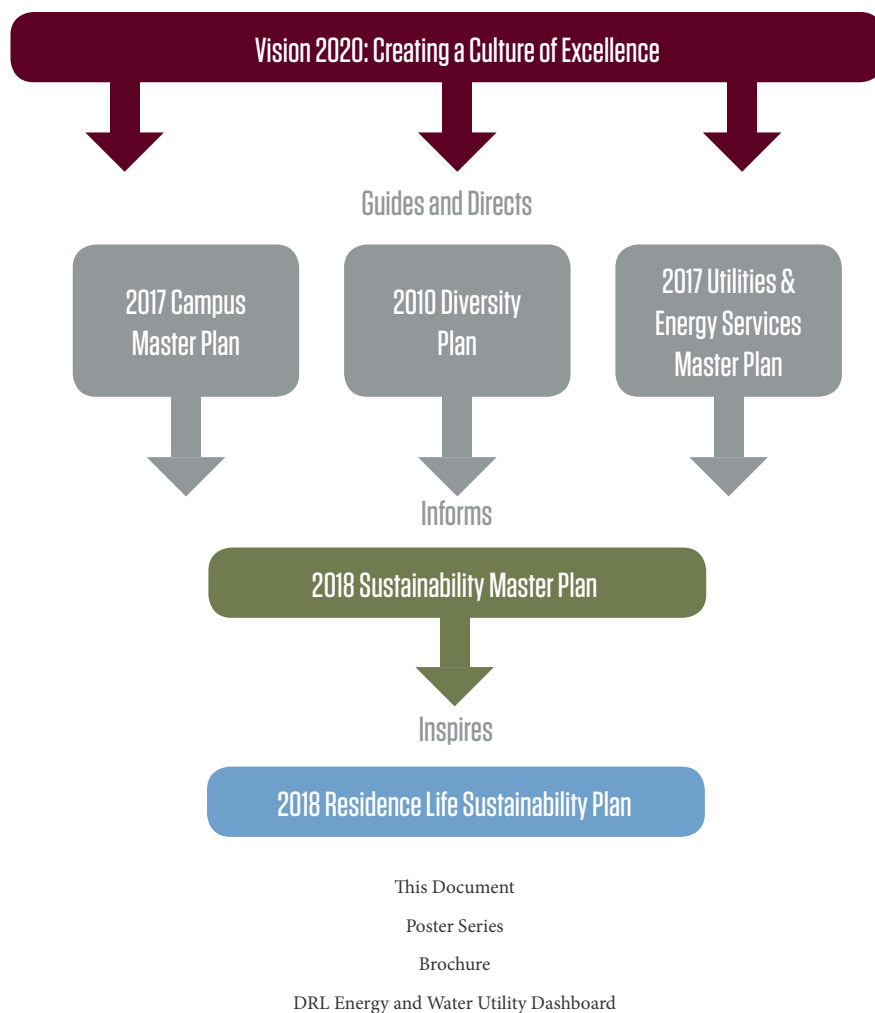 Vision 2020: Creating a Culture of Excellence
Guides and Directs
2017 Campus
Master Plan
2010 Diversity
Plan
2017 Utilities &
Energy Services
Master Plan
Informs
2018 Sustainability Master Plan
Inspires
2018 Residence Life Sustainability Plan
This Document
Poster Series
Brochure
DRL Energy and Water Utility Dashboard